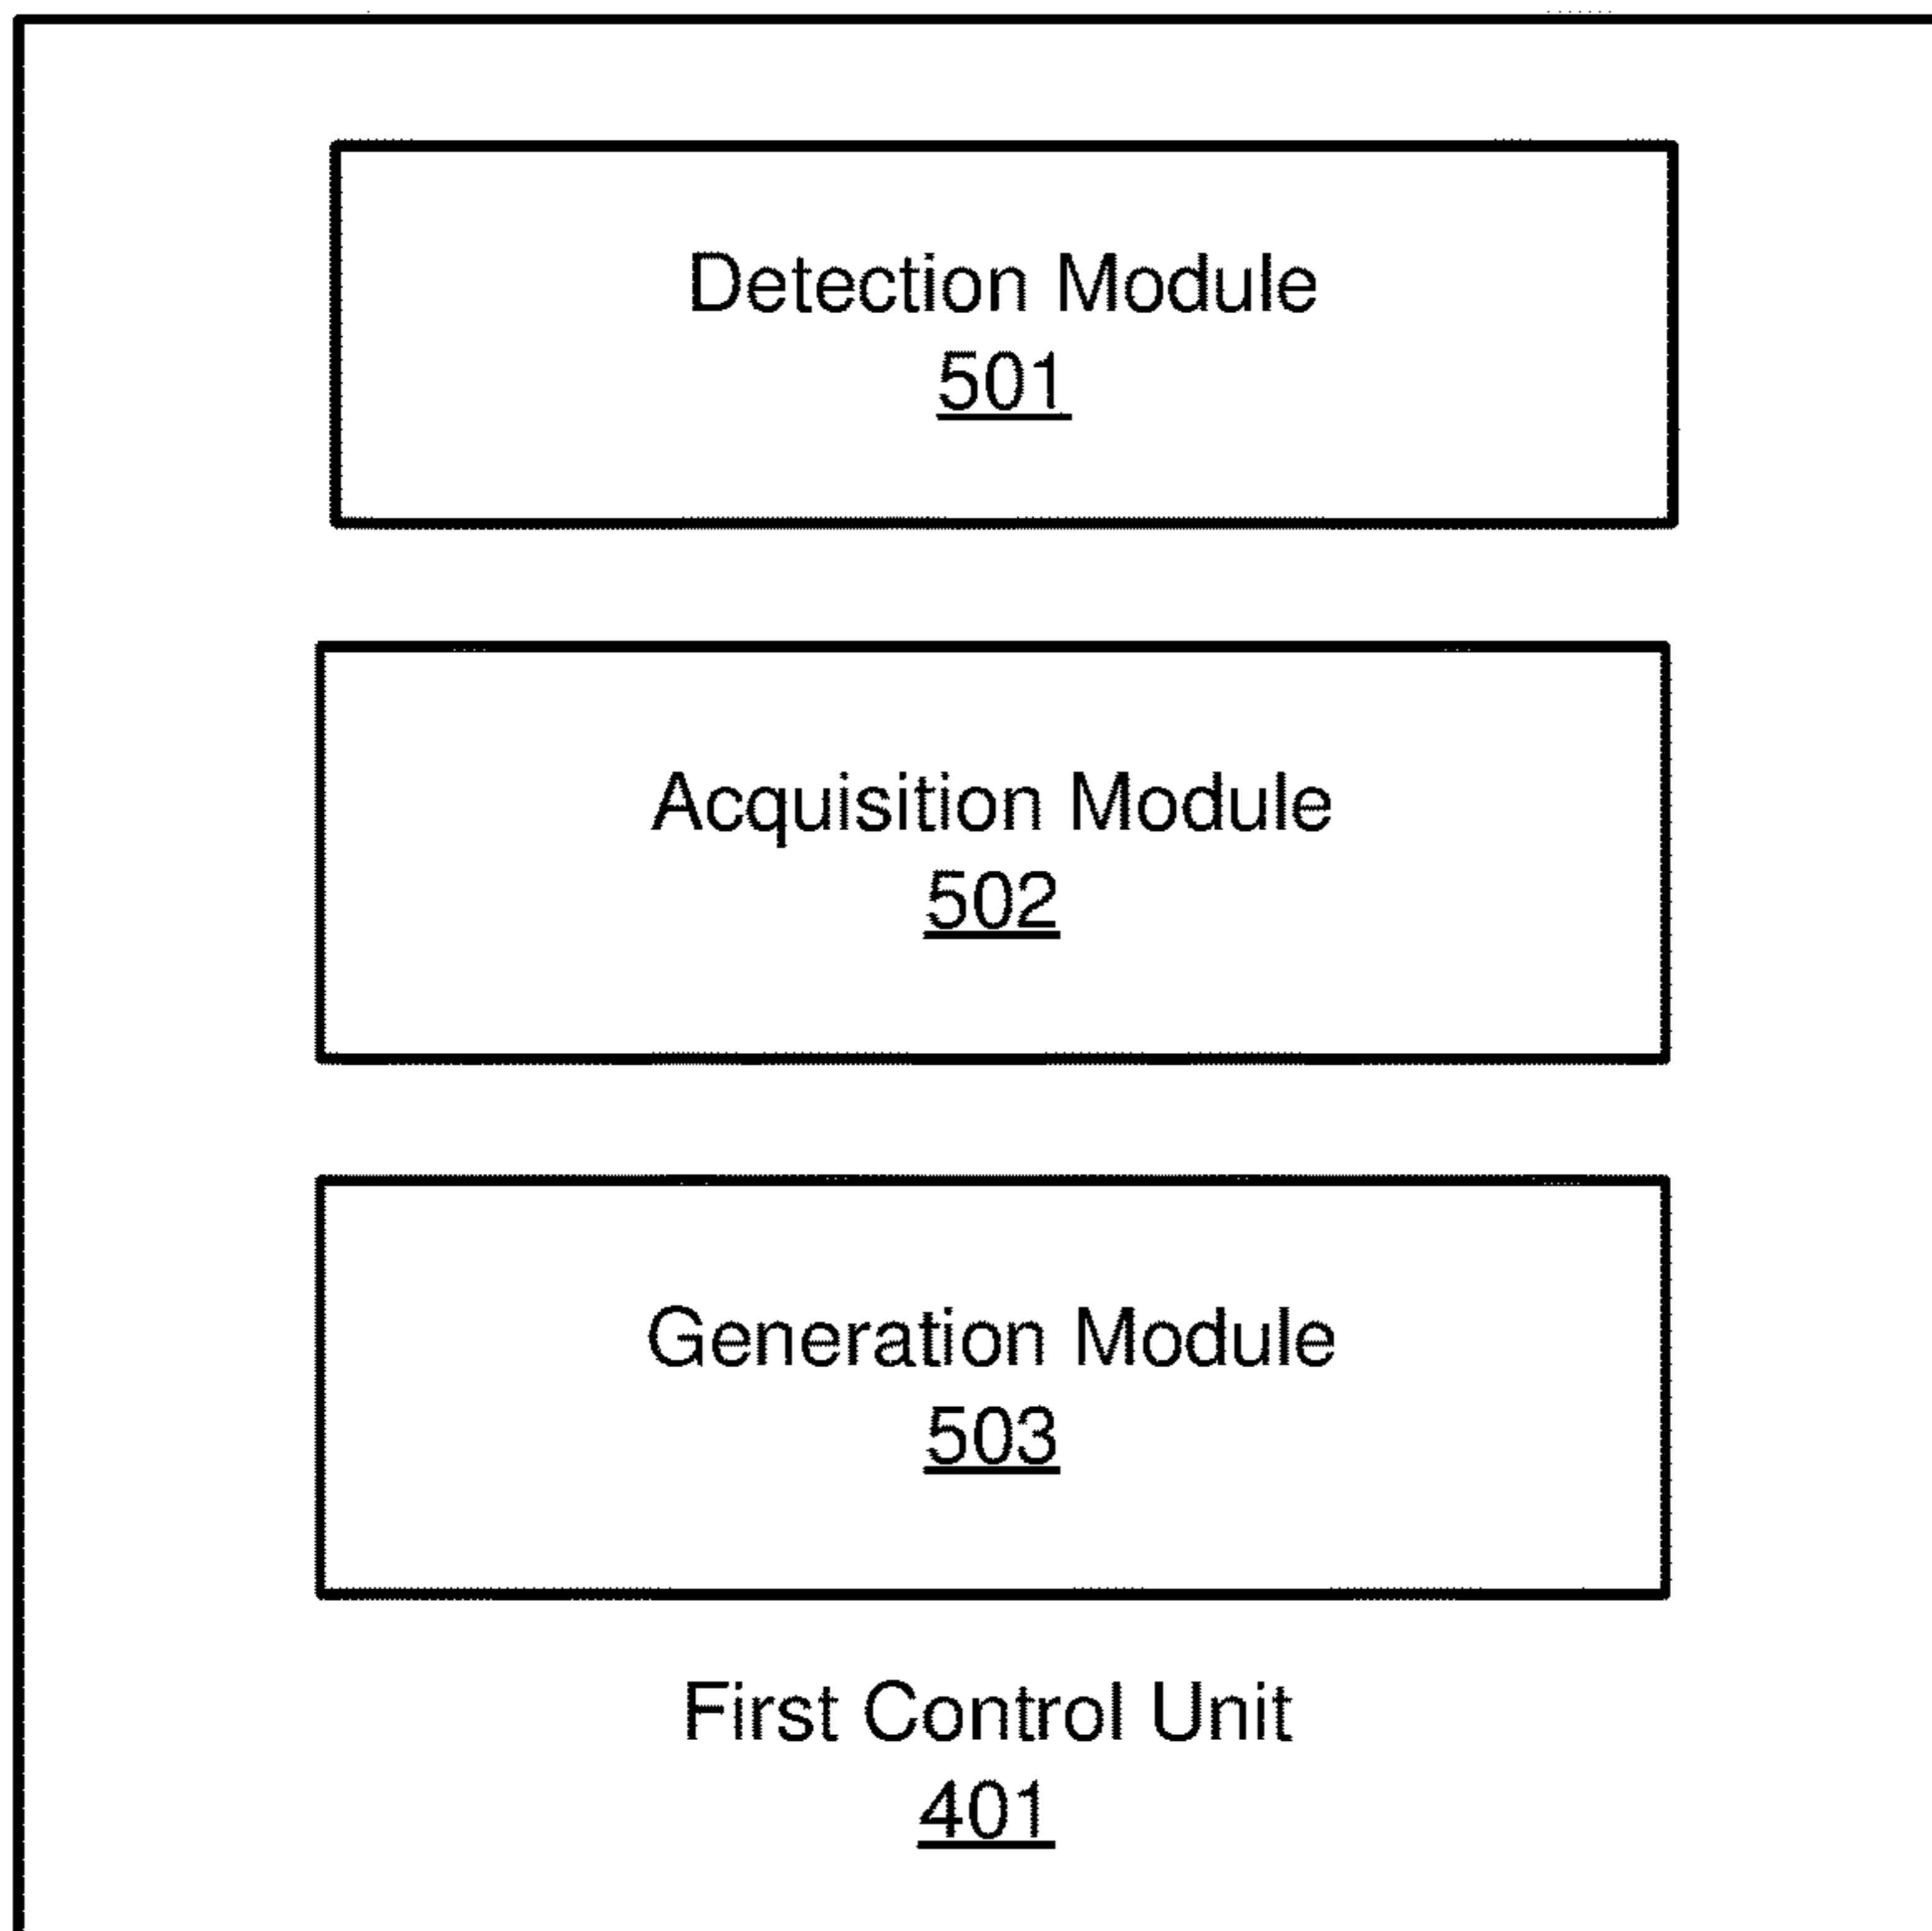 Detection Module
501
Acquisition Module
502
Generation Module
503
First Control Unit
401